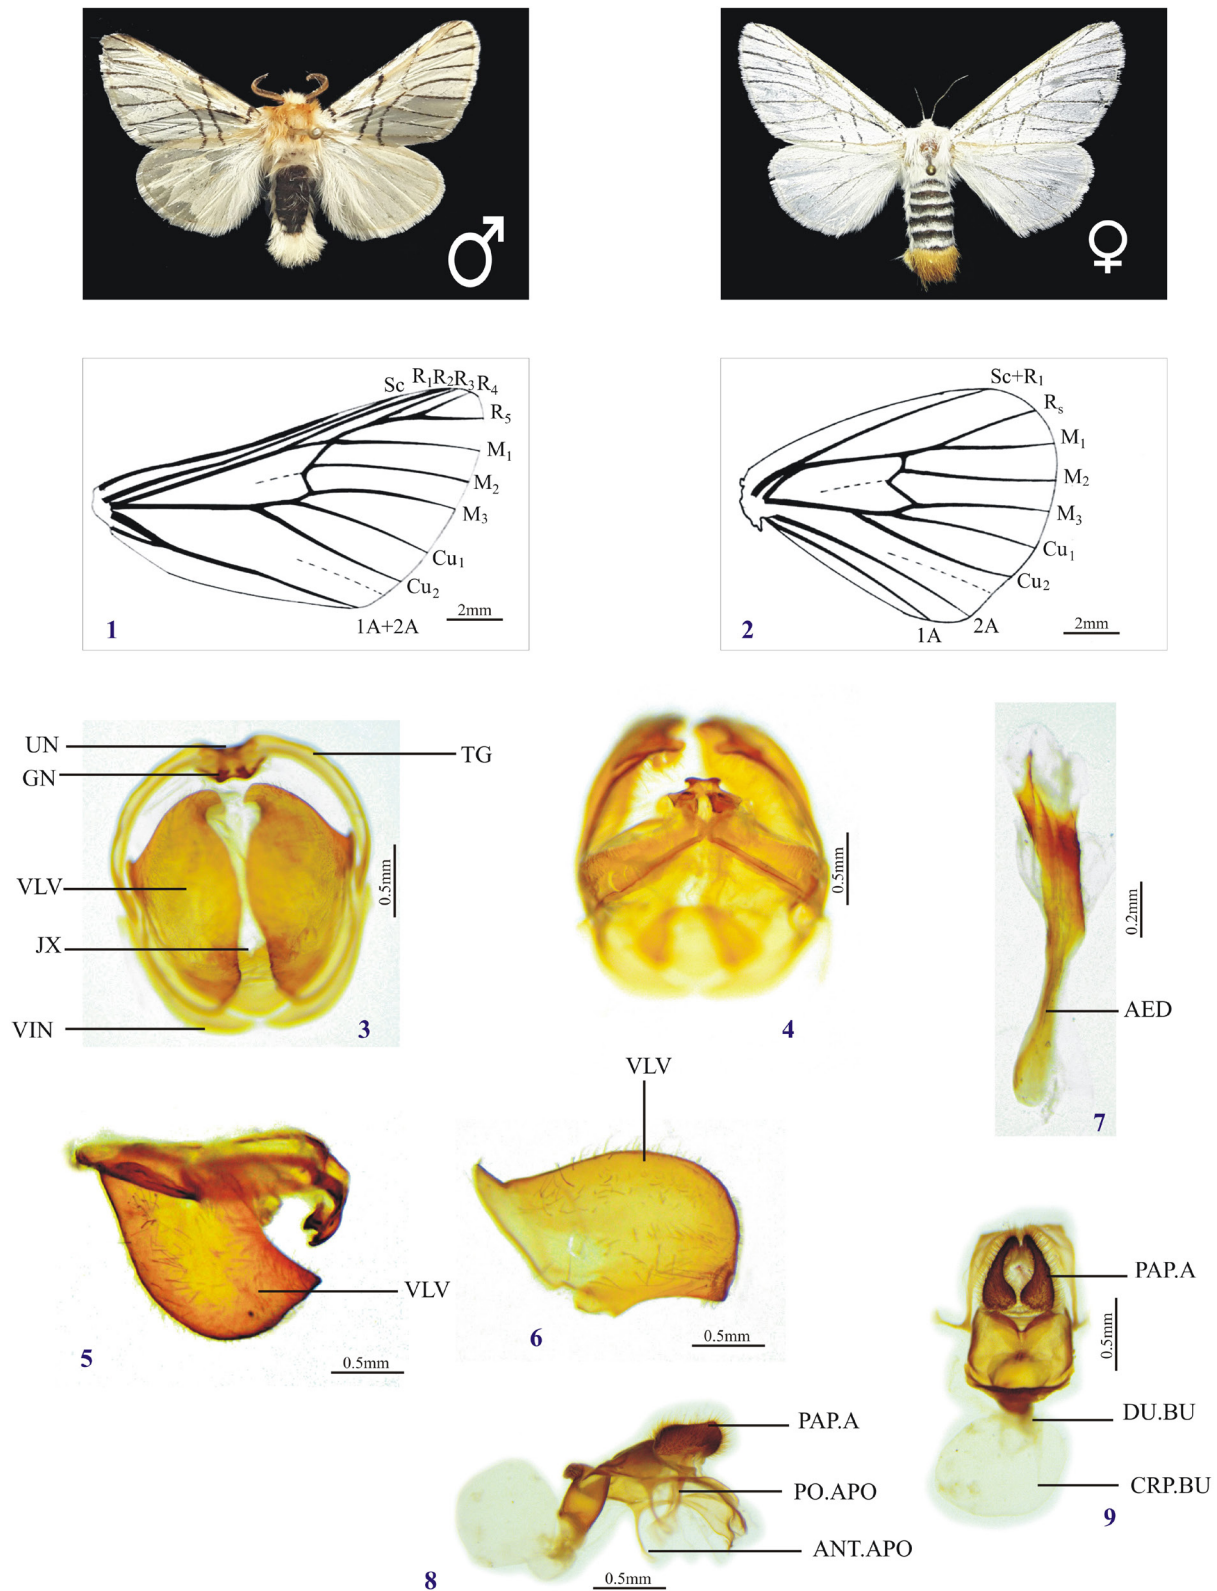 ♂
♀
Sc R₁R₂R₃R₄
R₅
M₁
M₂
M₃
Cu₁
Cu₂
1A+2A
2mm
1
Sc+R₁
Rₛ
M₁
M₂
M₃
Cu₁
Cu₂
2A
1A
2mm
2
UN
GN
TG
VLV
JX
VIN
0.5mm
3
0.5mm
4
0.2mm
AED
7
VLV
0.5mm
5
VLV
0.5mm
6
PAP.A
0.5mm
DU.BU
CRP.BU
9
PAP.A
PO.APO
ANT.APO
0.5mm
8